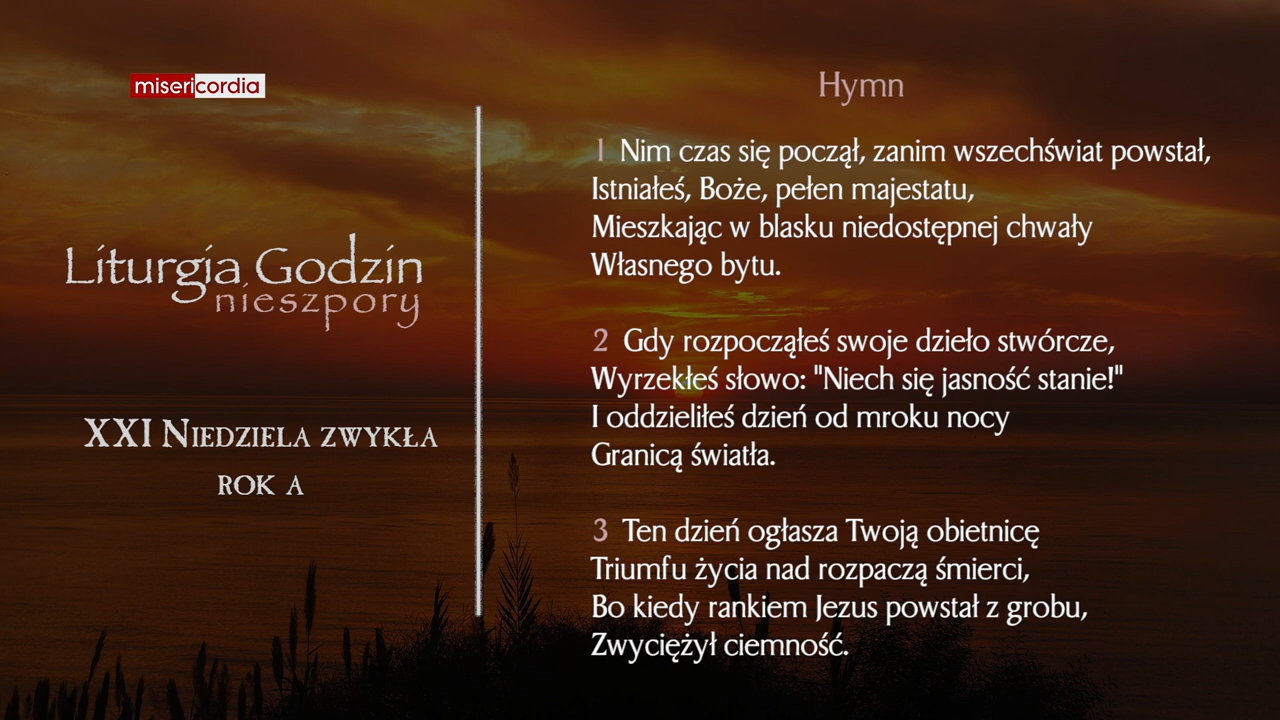 misericordia
Liturgia Godzin
nieszpory
XXI Niedziela zwykła
rok a
Hymn
1 Nim czas się począł, zanim wszechświat powstał,
Istniałeś, Boże, pełen majestatu,
Mieszkając w blasku niedostępnej chwały
Własnego bytu.
2 Gdy rozpocząłeś swoje dzieło stwórcze,
Wyrzekłeś słowo: "Niech się jasność stanie!"
I oddzieliłeś dzień od mroku nocy
Granicą światła.
3 Ten dzień ogłasza Twoją obietnicę
Triumfu życia nad rozpaczą śmierci,
Bo kiedy rankiem Jezus powstał z grobu,
Zwyciężył ciemność.